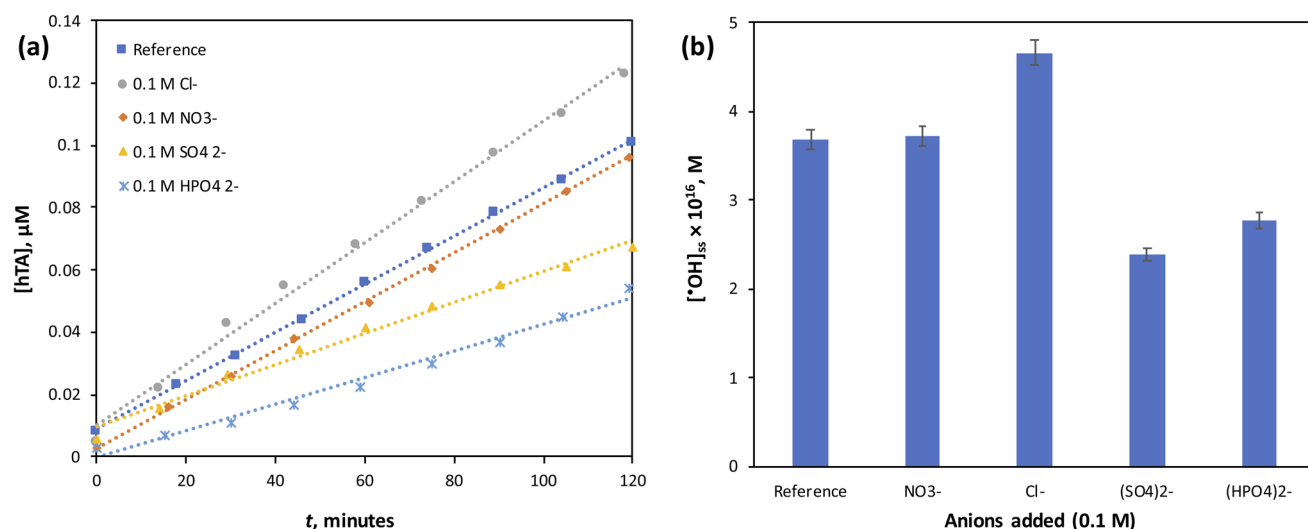 (a)
[hTA], µM
0.14
0.12
0.1
0.08
0.06
0.04
0.02
0
Reference
0.1 M Cl-
0.1 M NO3-
0.1 M SO4 2-
0.1 M HPO4 2-
0 20 40 60 80 100 120
t, minutes
(b)
[•OH]ss × 10¹⁶, M
5
4
3
2
1
0
Reference NO3- Cl- (SO4)2- (HPO4)2-
Anions added (0.1 M)